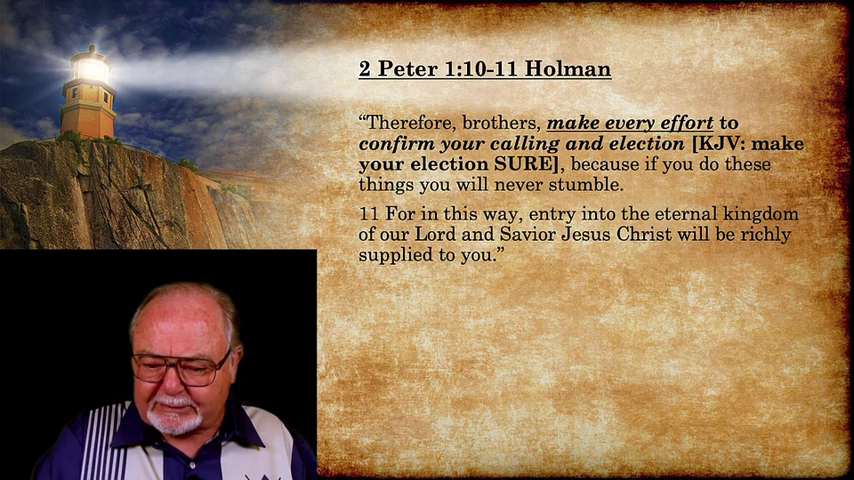 2 Peter 1:10-11 Holman
“Therefore, brothers, make every effort to
confirm your calling and election [KJV: make
your election SURE], because if you do these
things you will never stumble.
11 For in this way, entry into the eternal kingdom
of our Lord and Savior Jesus Christ will be richly
supplied to you.”